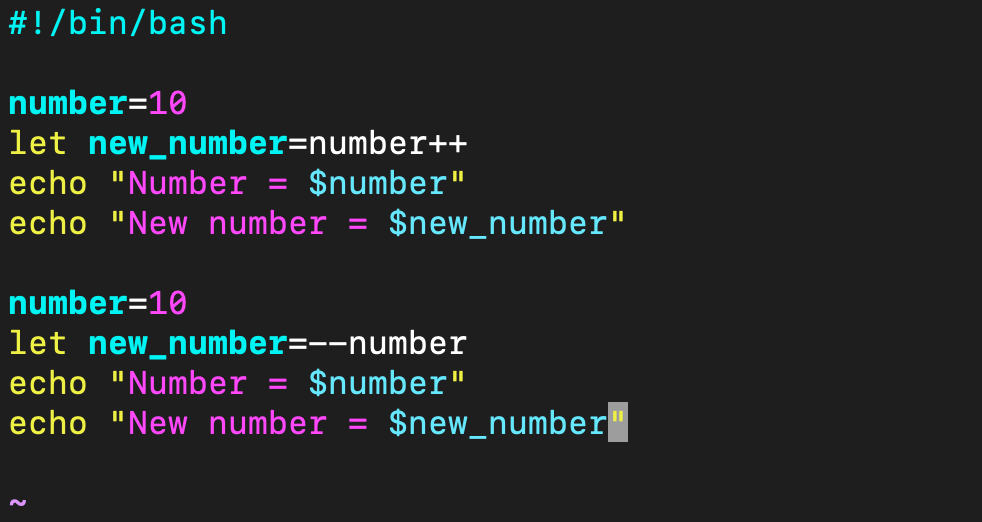 #!/bin/bash

number=10
let new_number=number++
echo "Number = $number"
echo "New number = $new_number"

number=10
let new_number=--number
echo "Number = $number"
echo "New number = $new_number"

~